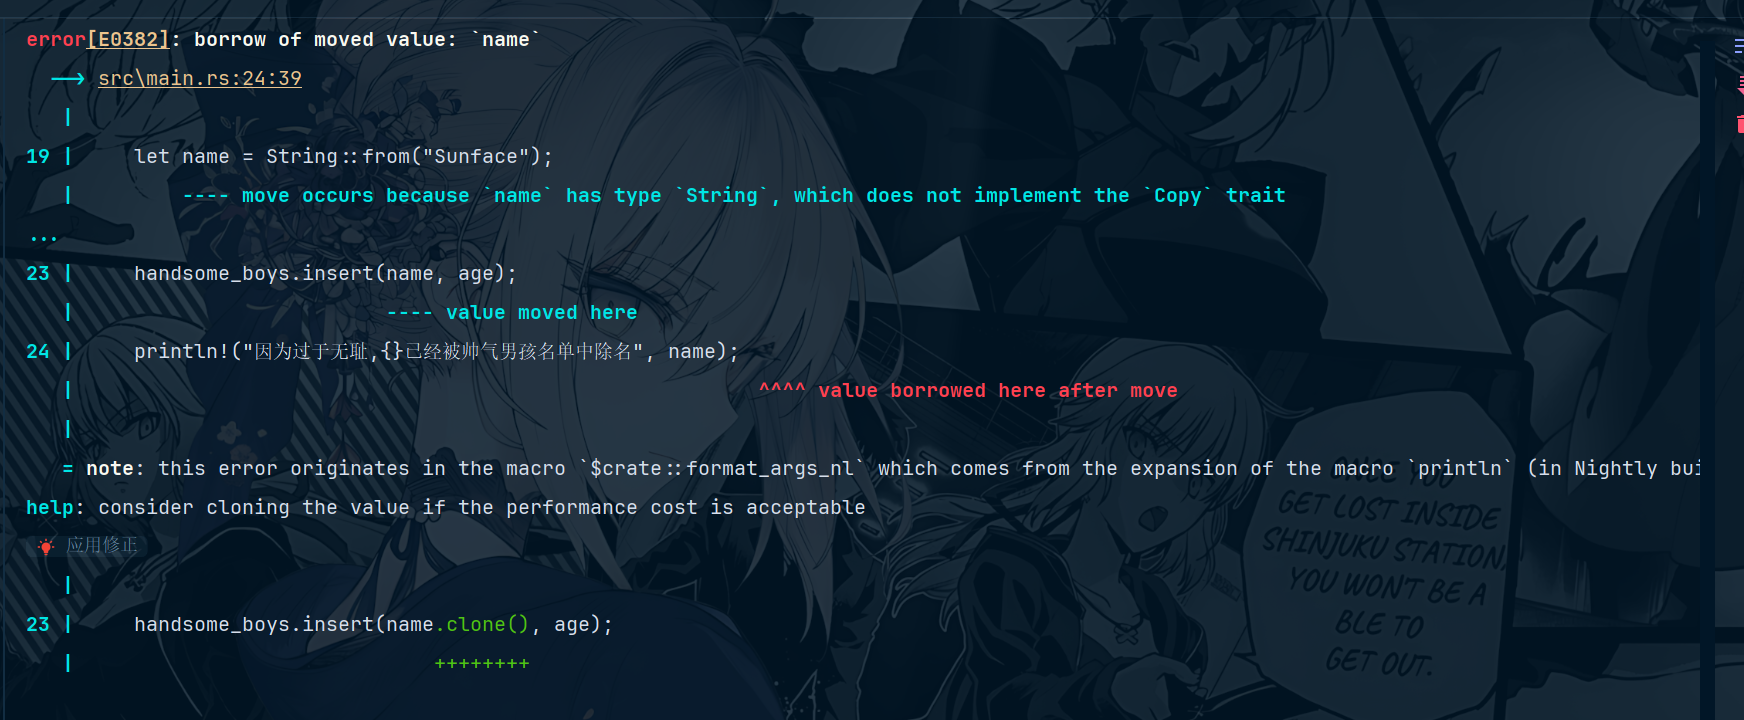 error[E0382]: borrow of moved value: `name`
--> src\main.rs:24:39
|
19 | let name = String::from("Sunface");
| ---- move occurs because `name` has type `String`, which does not implement the `Copy` trait
...
23 | handsome_boys.insert(name, age);
| ---- value moved here
24 | println!("因为过于无耻,{}已经被帅气男孩名单中除名", name);
| ^^^^ value borrowed here after move
|
= note: this error originates in the macro `$crate::format_args_nl` which comes from the expansion of the macro `println` (in Nightly bui
help: consider cloning the value if the performance cost is acceptable
应用修正
|
23 | handsome_boys.insert(name.clone(), age);
| ++++++++
ONCE YOU
GET LOST INSIDE
SHINJUKU STATION,
YOU WON'T BE A
BLE TO
GET OUT.